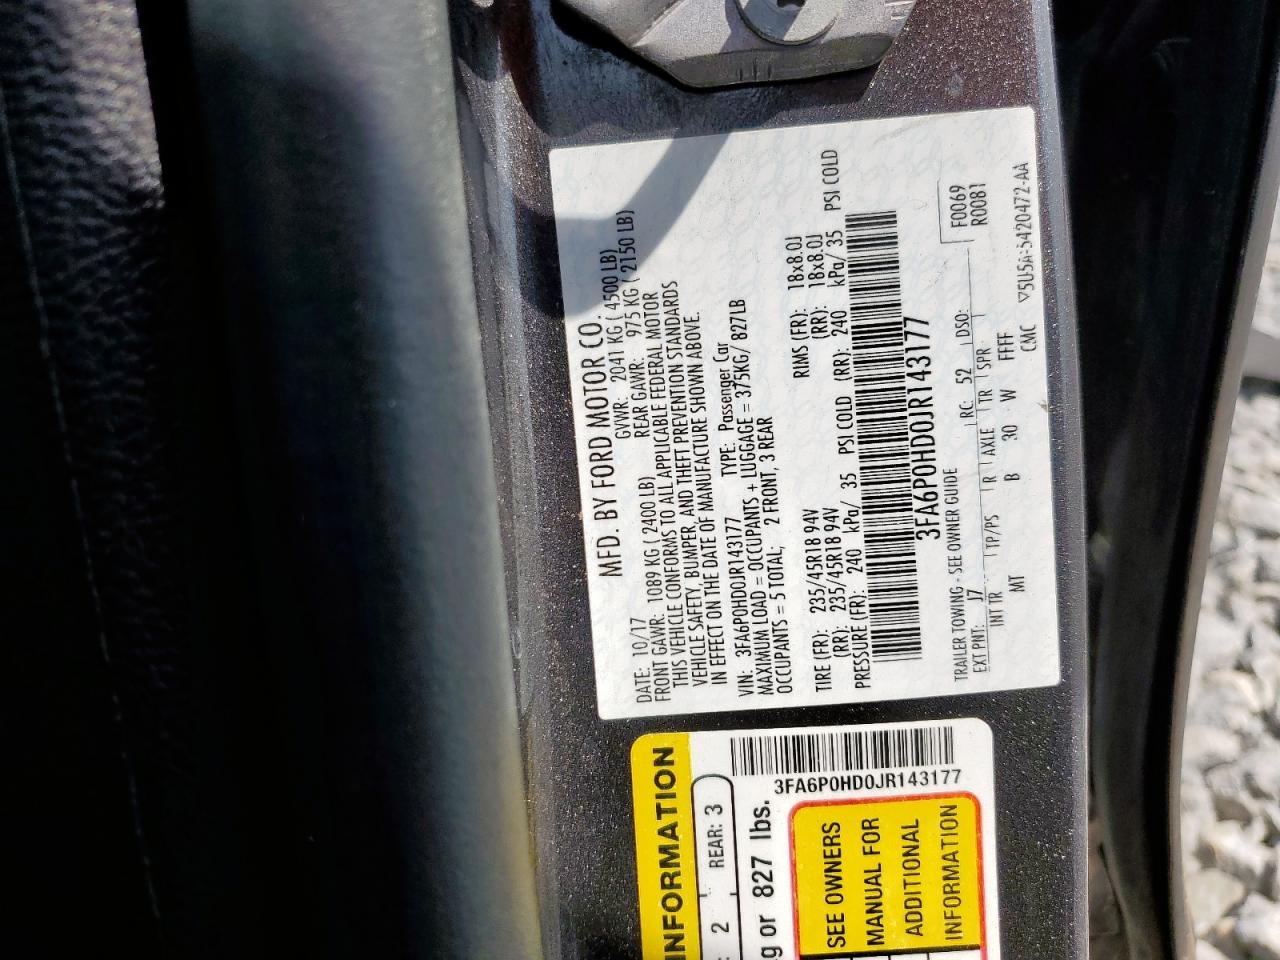 MFD. BY FORD MOTOR CO.
DATE: 10/17 GVWR: 2041 KG ( 4500 LB)
FRONT GAWR: 1089 KG ( 2400 LB) REAR GAWR: 975 KG ( 2150 LB)
THIS VEHICLE CONFORMS TO ALL APPLICABLE FEDERAL MOTOR
VEHICLE SAFETY, BUMPER, AND THEFT PREVENTION STANDARDS
IN EFFECT ON THE DATE OF MANUFACTURE SHOWN ABOVE.
VIN: 3FA6P0HD0JR143177 TYPE: Passenger Car
MAXIMUM LOAD = OCCUPANTS + LUGGAGE = 375KG/ 827LB
OCCUPANTS = 5 TOTAL, 2 FRONT, 3 REAR
TIRE (FR): 235/45R18 94V RIMS (FR): 18x8.0J
(RR): 235/45R18 94V (RR): 18x8.0J
PRESSURE (FR): 240 kPa/ 35 PSI COLD (RR): 240 kPa/ 35 PSI COLD
3FA6P0HD0JR143177
TRAILER TOWING - SEE OWNER GUIDE
EXT PNT: J7 RC: 52 DSO: F0069
R0081
INT TR TP/PS R AXLE TR SPR
MT B 30 W FFFF
CMC ▽5U5A-5420472-AA
INFORMATION
2 REAR: 3
g or 827 lbs.
3FA6P0HD0JR143177
SEE OWNERS
MANUAL FOR
ADDITIONAL
INFORMATION